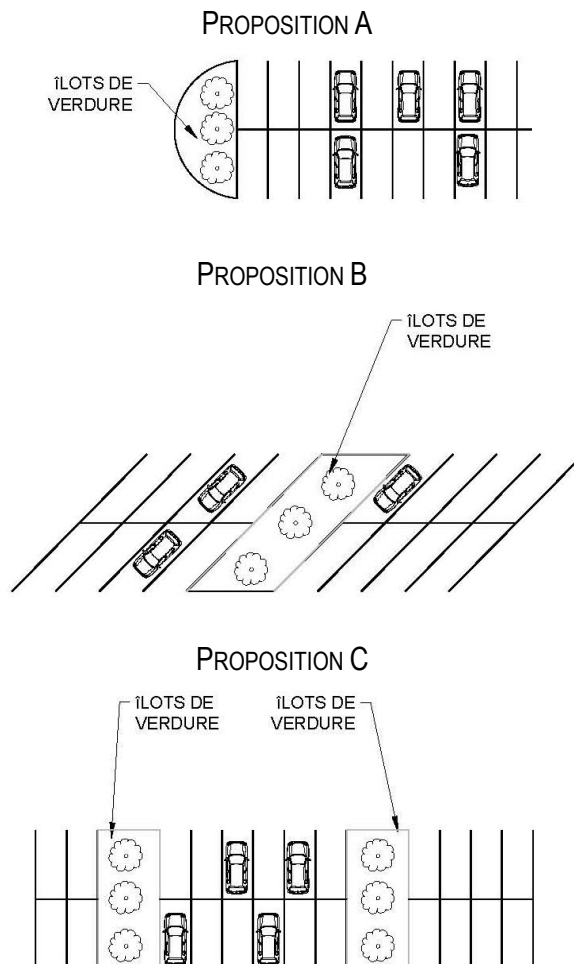 PROPOSITION A
îLOTS DE
VERDURE
PROPOSITION B
îLOTS DE
VERDURE
PROPOSITION C
îLOTS DE
VERDURE
îLOTS DE
VERDURE